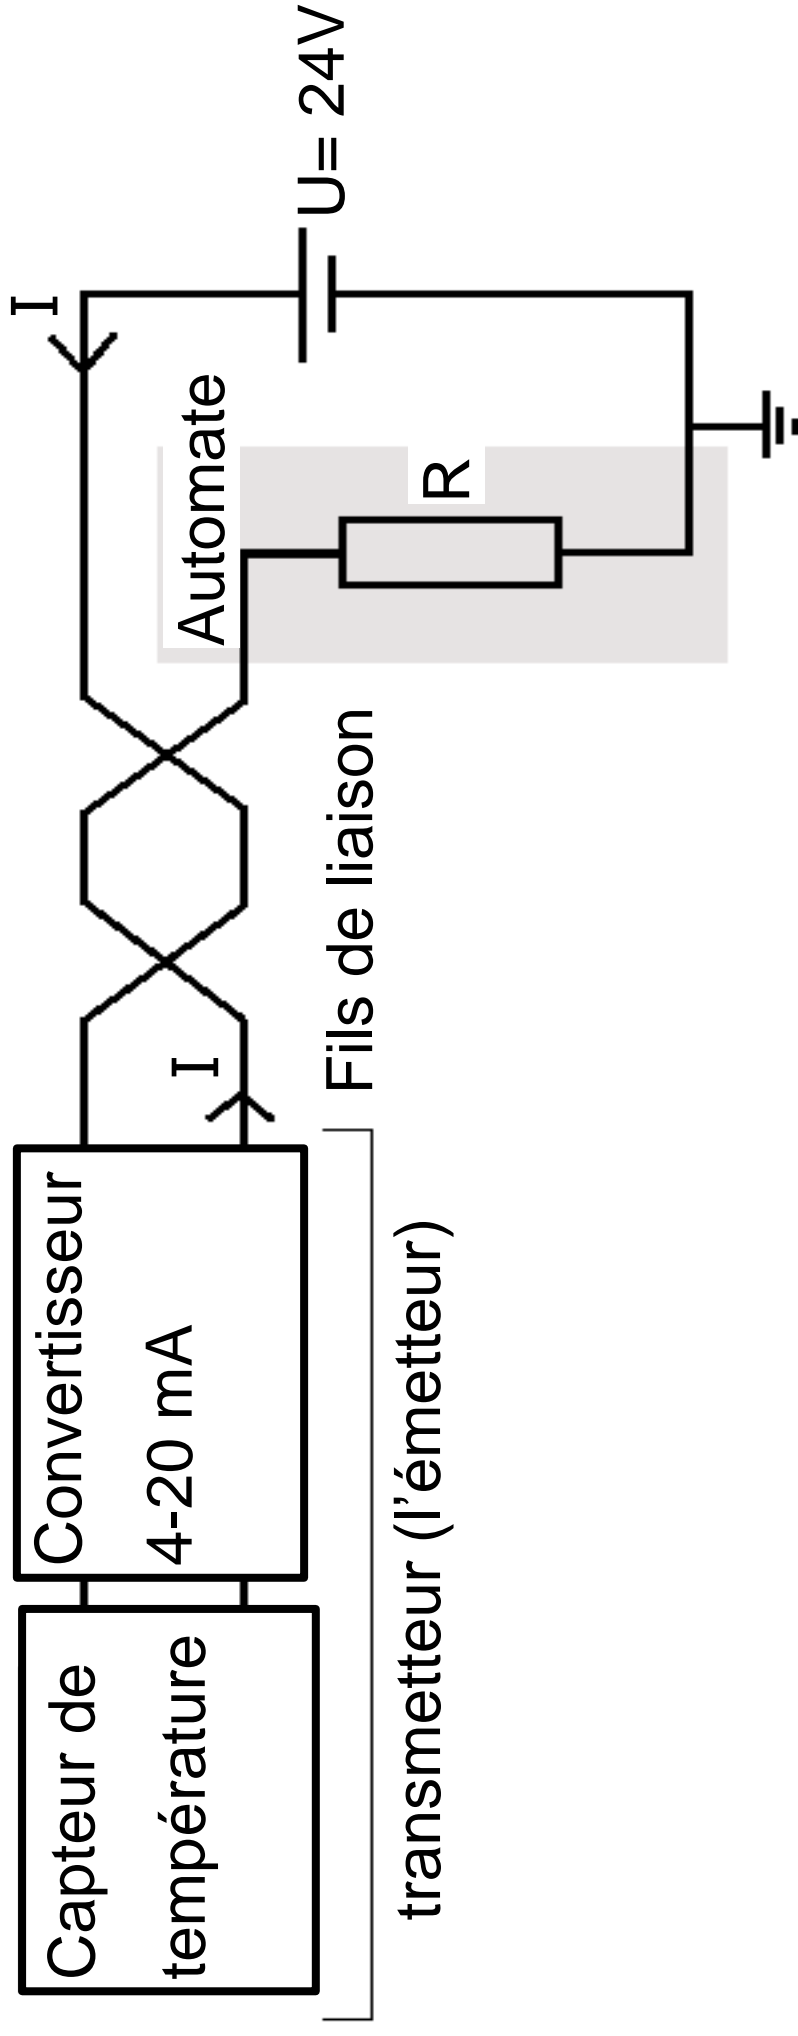 Capteur de
température
Convertisseur
4-20 mA
transmetteur (l’émetteur)
I
Fils de liaison
I
Automate
R
U= 24V